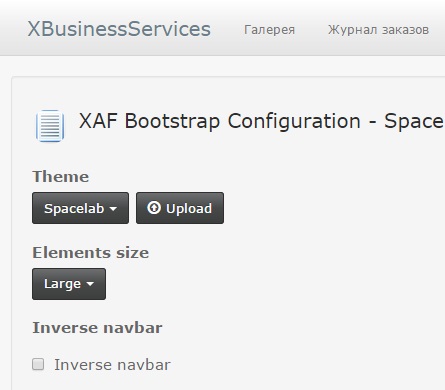 XBusinessServices Галерея Журнал заказов
XAF Bootstrap Configuration - Space
Theme
Spacelab Upload
Elements size
Large
Inverse navbar
Inverse navbar